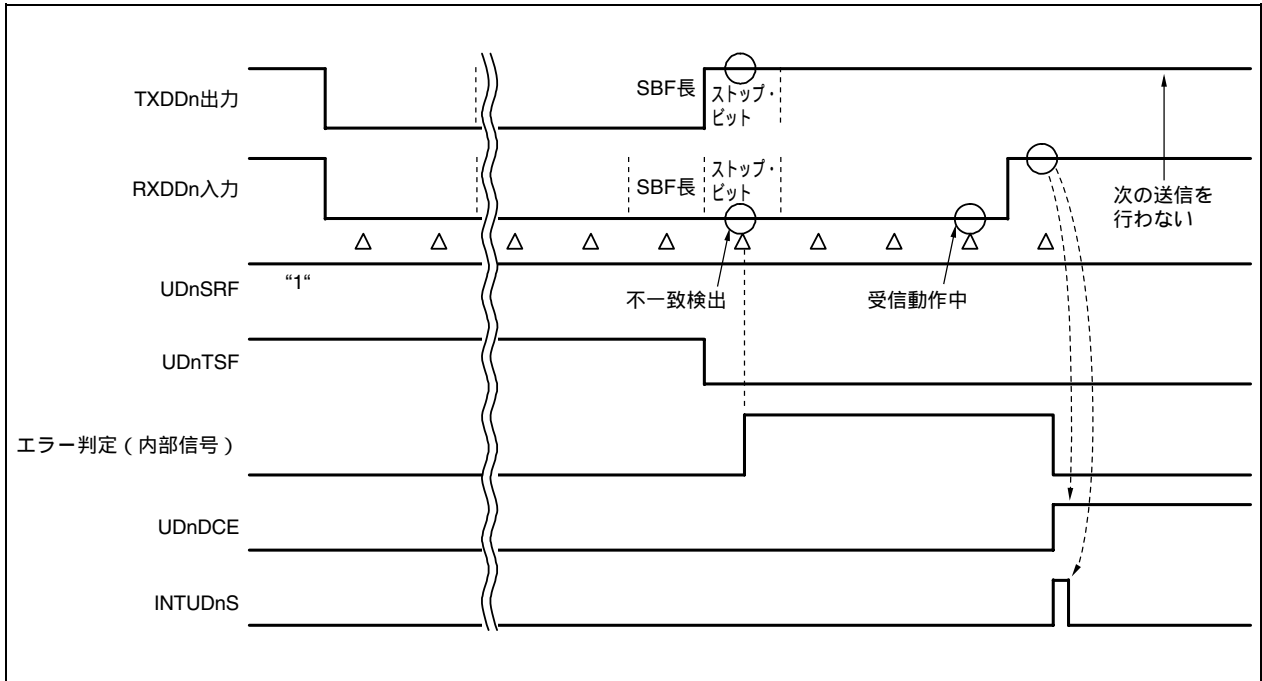 TXDDn出力
SBF長
ストップ・
ビット
RXDDn入力
SBF長
ストップ・
ビット
次の送信を
行わない
UDnSRF
“1“
不一致検出
受信動作中
UDnTSF
エラー判定（内部信号）
UDnDCE
INTUDnS